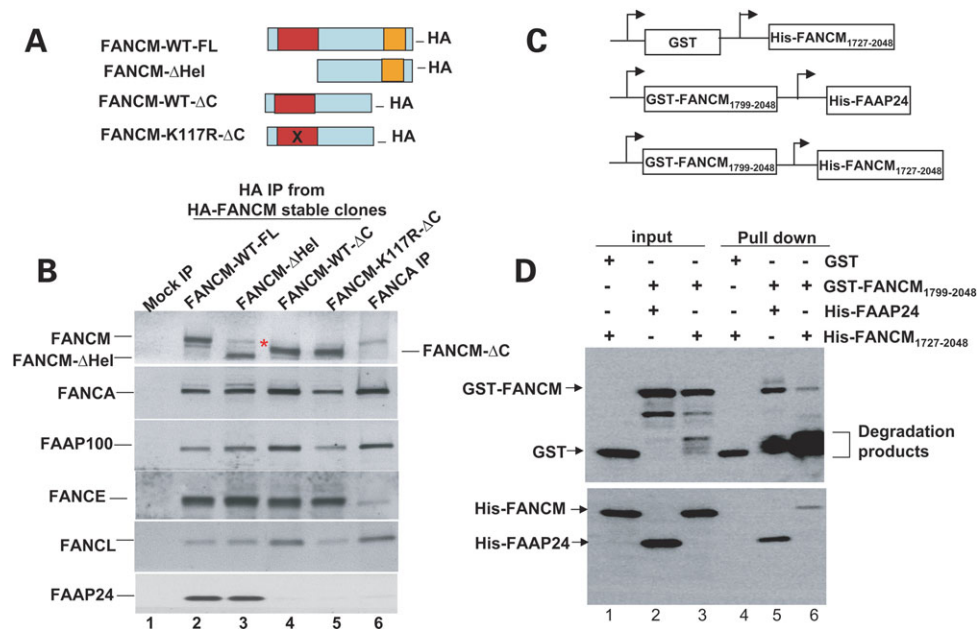 A
FANCM-WT-FL
- HA
FANCM-ΔHel
- HA
FANCM-WT-ΔC
- HA
FANCM-K117R-ΔC
X
- HA
HA IP from
HA-FANCM stable clones
B
Mock IP
FANCM-WT-FL
FANCM-ΔHel
FANCM-WT-ΔC
FANCM-K117R-ΔC
FANCA IP
FANCM
*
FANCM-ΔHel
FANCM-ΔC
FANCA
FAAP100
FANCE
FANCL
FAAP24
1 2 3 4 5 6
C
GST
His-FANCM1727-2048
GST-FANCM1799-2048
His-FAAP24
GST-FANCM1799-2048
His-FANCM1727-2048
D
input Pull down
+ - - + - - GST
- + + - + + GST-FANCM1799-2048
- + - - + - His-FAAP24
+ - + + - + His-FANCM1727-2048
GST-FANCM
GST
Degradation
products
His-FANCM
His-FAAP24
1 2 3 4 5 6